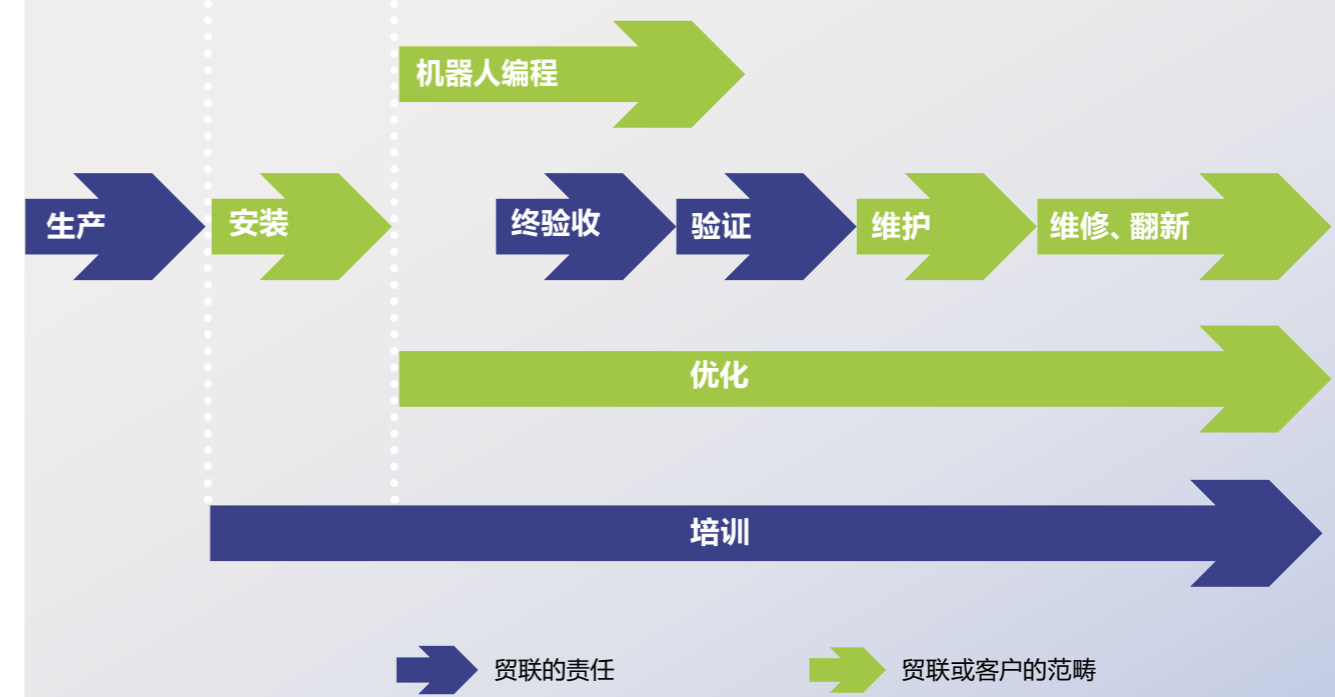 机器人编程
生产
安装
终验收
验证
维护
维修、翻新
优化
培训
贸联的责任
贸联或客户的范畴